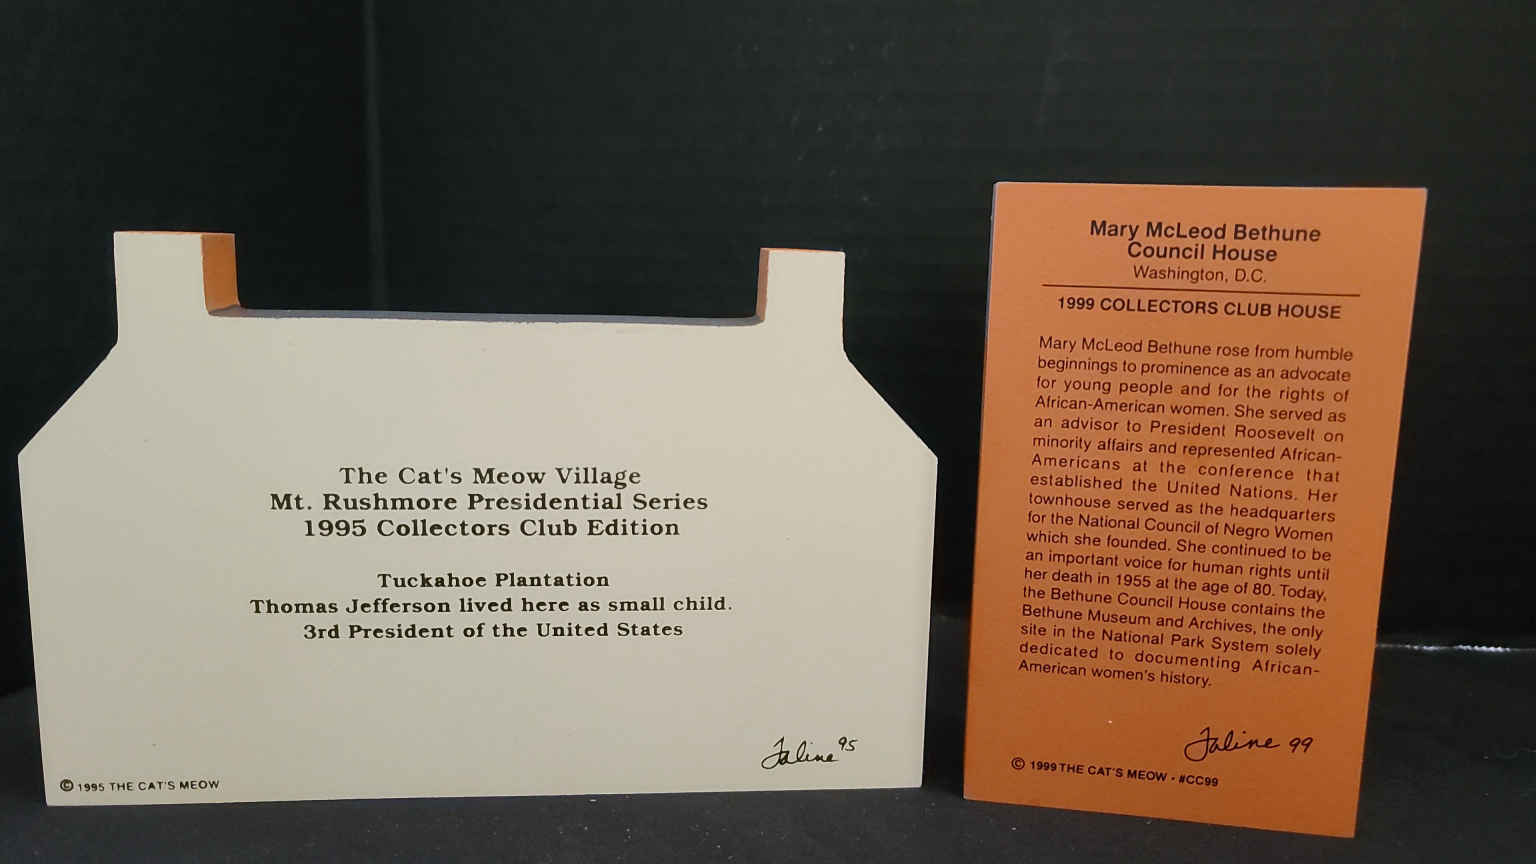 The Cat's Meow Village
Mt. Rushmore Presidential Series
1995 Collectors Club Edition
Tuckahoe Plantation
Thomas Jefferson lived here as small child.
3rd President of the United States
Faline 95
© 1995 THE CAT'S MEOW
Mary McLeod Bethune
Council House
Washington, D.C.
1999 COLLECTORS CLUB HOUSE
Mary McLeod Bethune rose from humble
beginnings to prominence as an advocate
for young people and for the rights of
African-American women. She served as
an advisor to President Roosevelt on
minority affairs and represented African-
Americans at the conference that
established the United Nations. Her
townhouse served as the headquarters
for the National Council of Negro Women
which she founded. She continued to be
an important voice for human rights until
her death in 1955 at the age of 80. Today,
the Bethune Council House contains the
Bethune Museum and Archives, the only
site in the National Park System solely
dedicated to documenting African-
American women's history.
Faline 99
© 1999 THE CAT'S MEOW • #CC99